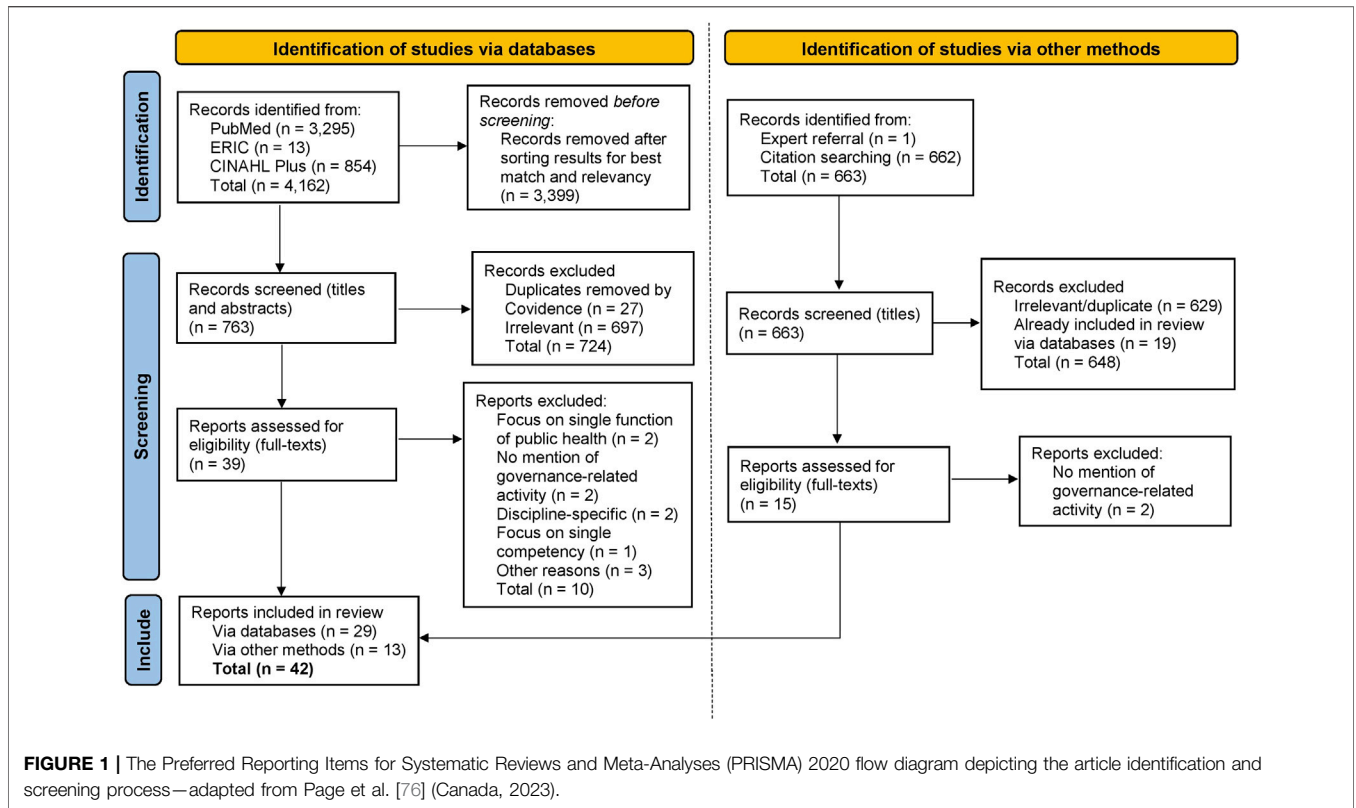 Identification of studies via databases
Identification of studies via other methods
Identification
Records identified from:
PubMed (n = 3,295)
ERIC (n = 13)
CINAHL Plus (n = 854)
Total (n = 4,162)
Records removed before
screening:
Records removed after
sorting results for best
match and relevancy
(n = 3,399)
Records identified from:
Expert referral (n = 1)
Citation searching (n = 662)
Total (n = 663)
Screening
Records screened (titles
and abstracts)
(n = 763)
Records excluded
Duplicates removed by
Covidence (n = 27)
Irrelevant (n = 697)
Total (n = 724)
Records screened (titles)
(n = 663)
Records excluded
Irrelevant/duplicate (n = 629)
Already included in review
via databases (n = 19)
Total (n = 648)
Reports assessed for
eligibility (full-texts)
(n = 39)
Reports excluded:
Focus on single function
of public health (n = 2)
No mention of
governance-related
activity (n = 2)
Discipline-specific (n = 2)
Focus on single
competency (n = 1)
Other reasons (n = 3)
Total (n = 10)
Reports assessed for
eligibility (full-texts)
(n = 15)
Reports excluded:
No mention of
governance-related
activity (n = 2)
Include
Reports included in review
Via databases (n = 29)
Via other methods (n = 13)
Total (n = 42)
FIGURE 1 | The Preferred Reporting Items for Systematic Reviews and Meta-Analyses (PRISMA) 2020 flow diagram depicting the article identification and
screening process—adapted from Page et al. [76] (Canada, 2023).